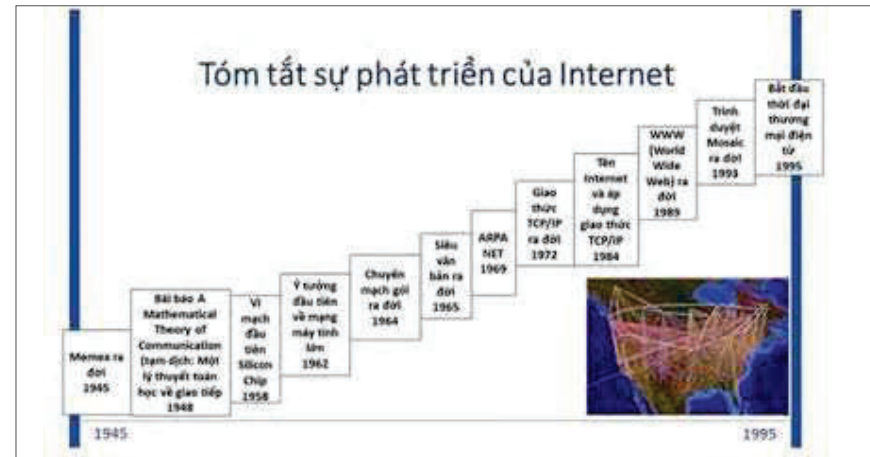 Tóm tắt sự phát triển của Internet
Memex ra
đời
1945
Bài báo A
Mathematical
Theory of
Communication
(tạm dịch: Một
lý thuyết toán
học về giao tiếp
1948
Vi
mạch
đầu
tiên
Silicon
Chip
1958
Ý tưởng
đầu tiên
về mạng
máy tính
lớn
1962
Chuyển
mạch gói
ra đời
1964
Siêu
văn
bản ra
đời
1965
ARPA
NET
1969
Giao
thức
TCP/IP
ra đời
1972
Tên
Internet
và áp
dụng
giao thức
TCP/IP
1984
WWW
(World
Wide
Web) ra
đời
1989
Trình
duyệt
Mosaic
ra đời
1993
Bắt đầu
thời đại
thương
mại điện
tử
1995
1945
1995